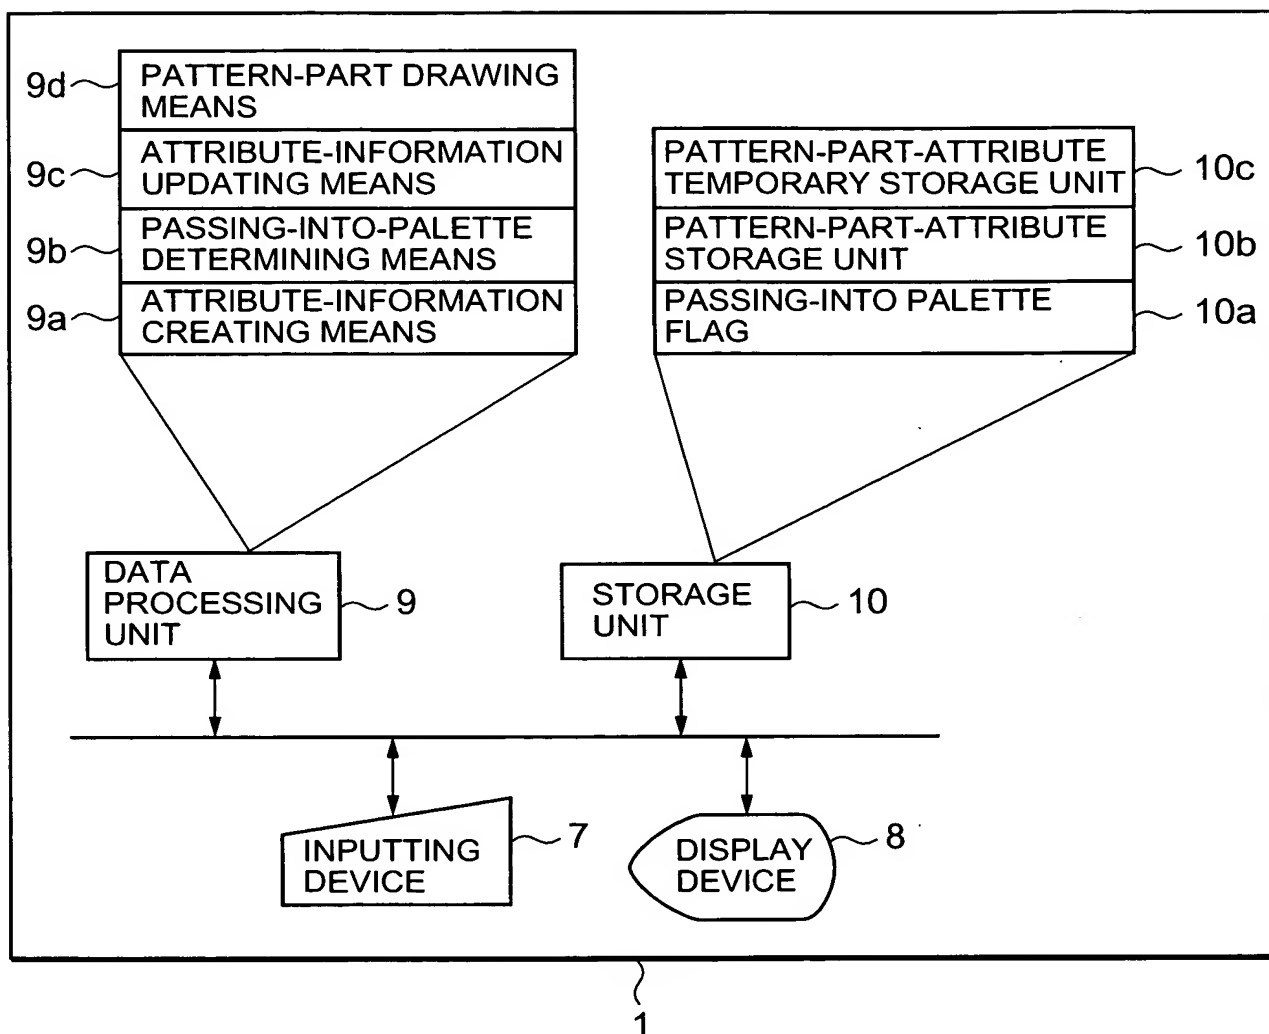 9d
PATTERN-PART DRAWING
MEANS
9c
ATTRIBUTE-INFORMATION
UPDATING MEANS
9b
PASSING-INTO-PALETTE
DETERMINING MEANS
9a
ATTRIBUTE-INFORMATION
CREATING MEANS
PATTERN-PART-ATTRIBUTE
TEMPORARY STORAGE UNIT
10c
PATTERN-PART-ATTRIBUTE
STORAGE UNIT
10b
PASSING-INTO PALETTE
FLAG
10a
DATA
PROCESSING
UNIT
9
STORAGE
UNIT
10
INPUTTING
DEVICE
7
DISPLAY
DEVICE
8
1